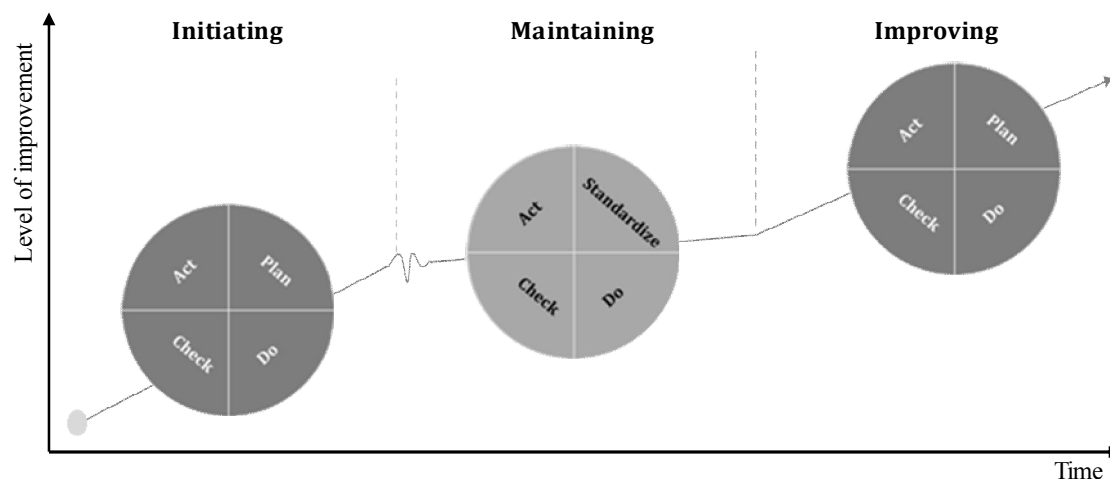 Initiating
Maintaining
Improving
Level of improvement
Act
Plan
Check
Do
Act
Standardize
Check
Do
Act
Plan
Check
Do
Time